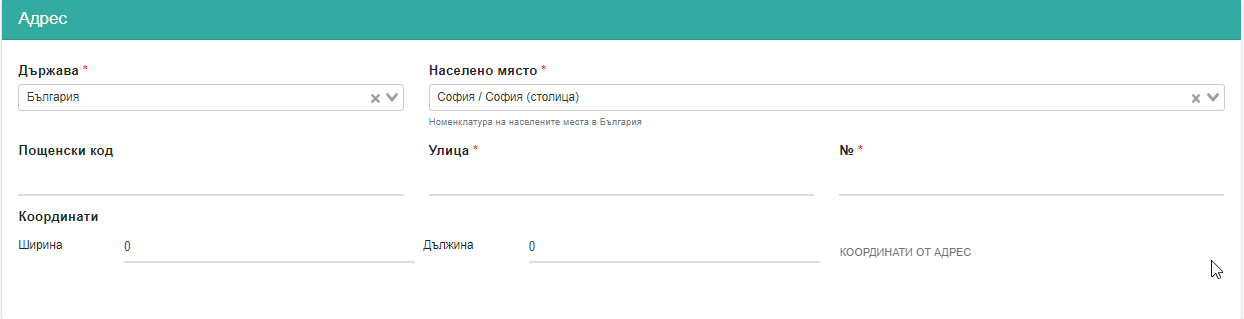 Адрес
Държава * Населено място *
България София / София (столица)
Номенклатура на населените места в България
Пощенски код Улица * № *
Координати
Ширина 0 Дължина 0 КООРДИНАТИ ОТ АДРЕС